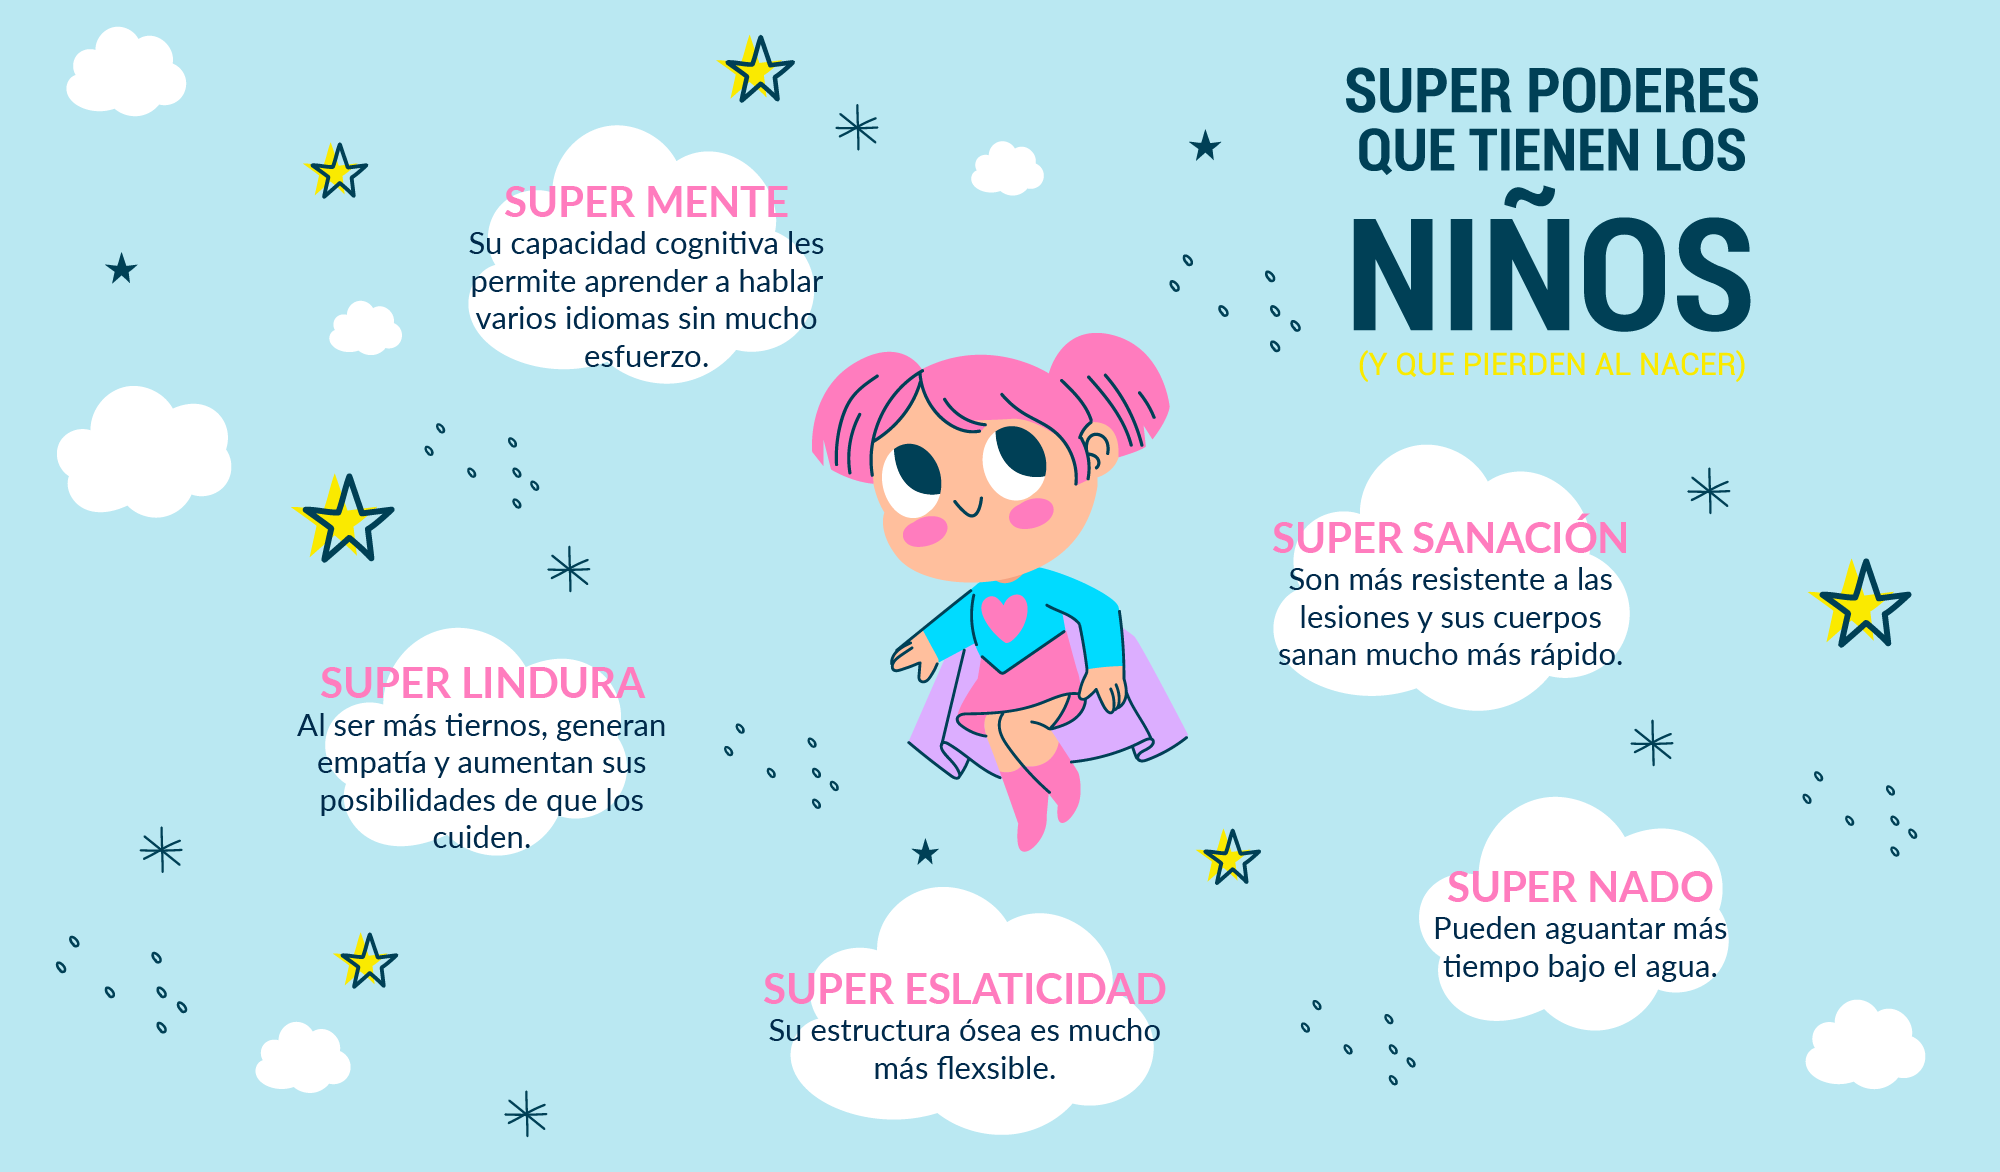 SUPER PODERES
QUE TIENEN LOS
NIÑOS
(Y QUE PIERDEN AL NACER)
SUPER MENTE
Su capacidad cognitiva les
permite aprender a hablar
varios idiomas sin mucho
esfuerzo.
SUPER SANACIÓN
Son más resistente a las
lesiones y sus cuerpos
sanan mucho más rápido.
SUPER LINDURA
Al ser más tiernos, generan
empatía y aumentan sus
posibilidades de que los
cuiden.
SUPER NADO
Pueden aguantar más
tiempo bajo el agua.
SUPER ESLATICIDAD
Su estructura ósea es mucho
más flexsible.